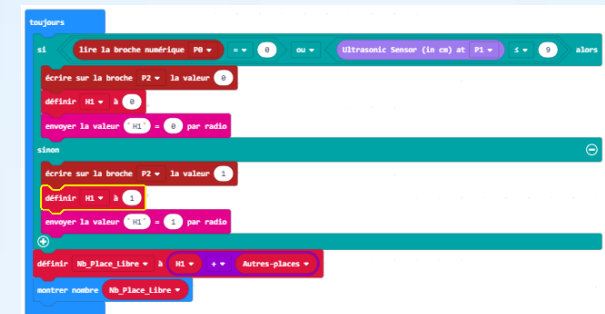 toujours
si lire la broche numérique P0 = 0 ou Ultrasonic Sensor (in cm) at P1 ≤ 9 alors
écrire sur la broche P2 la valeur 0
définir H1 à 0
envoyer la valeur "H1" = 0 par radio
sinon
écrire sur la broche P2 la valeur 1
définir H1 à 1
envoyer la valeur "H1" = 1 par radio
définir Nb_Place_Libre à H1 + Autres-places
montrer nombre Nb_Place_Libre